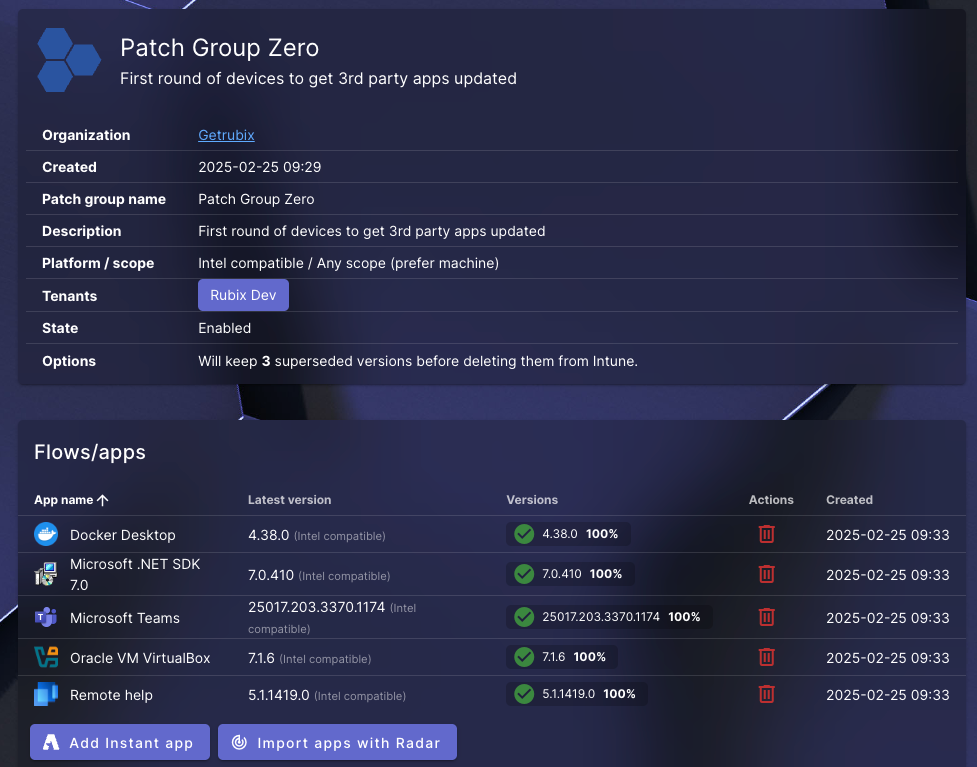 Patch Group Zero
First round of devices to get 3rd party apps updated
Organization Getrubix
Created 2025-02-25 09:29
Patch group name Patch Group Zero
Description First round of devices to get 3rd party apps updated
Platform / scope Intel compatible / Any scope (prefer machine)
Tenants Rubix Dev
State Enabled
Options Will keep 3 superseded versions before deleting them from Intune.
Flows/apps
App name Latest version Versions Actions Created
Docker Desktop 4.38.0 (Intel compatible) 4.38.0 100% 2025-02-25 09:33
Microsoft .NET SDK
7.0 7.0.410 (Intel compatible) 7.0.410 100% 2025-02-25 09:33
Microsoft Teams 25017.203.3370.1174 (Intel
compatible) 25017.203.3370.1174 100% 2025-02-25 09:33
Oracle VM VirtualBox 7.1.6 (Intel compatible) 7.1.6 100% 2025-02-25 09:33
Remote help 5.1.1419.0 (Intel compatible) 5.1.1419.0 100% 2025-02-25 09:33
Add Instant app Import apps with Radar